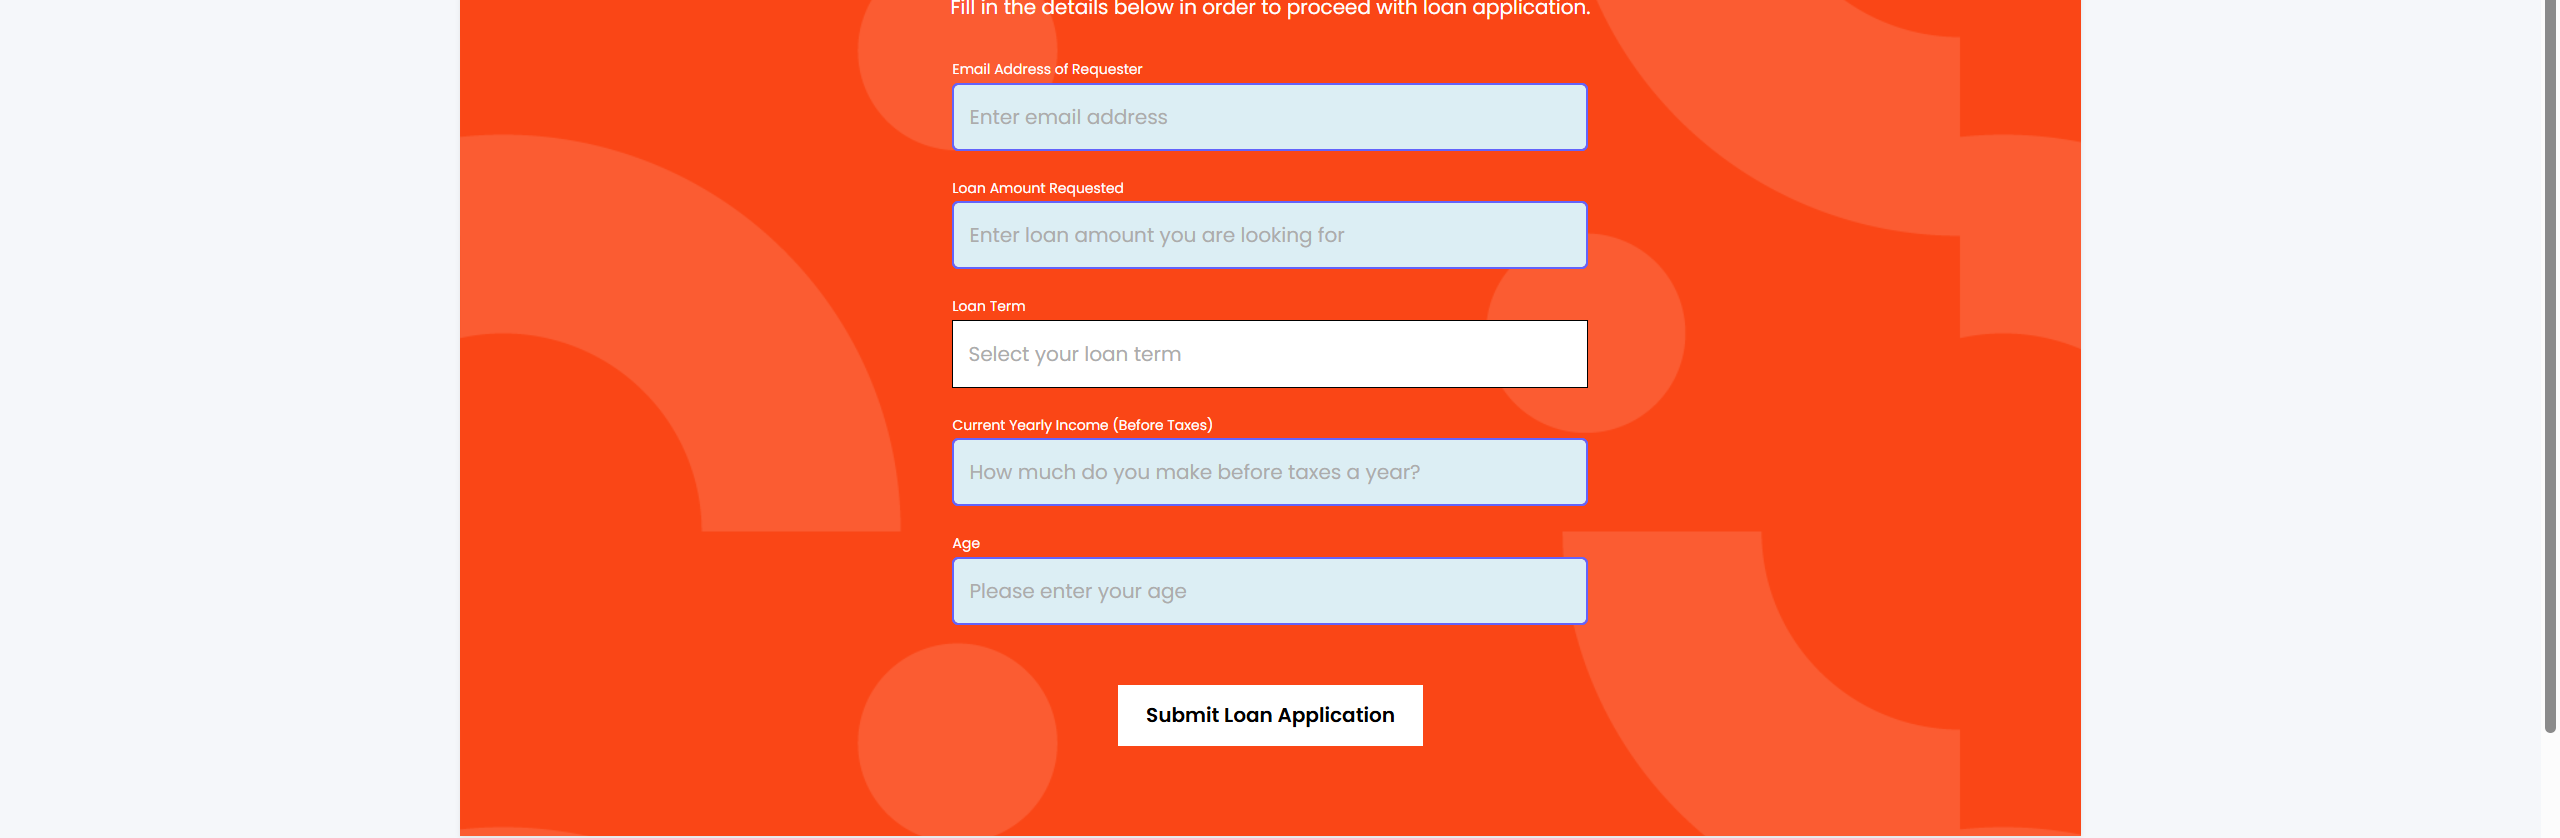 Fill in the details below in order to proceed with loan application.
Email Address of Requester
Enter email address
Loan Amount Requested
Enter loan amount you are looking for
Loan Term
Select your loan term
Current Yearly Income (Before Taxes)
How much do you make before taxes a year?
Age
Please enter your age
Submit Loan Application